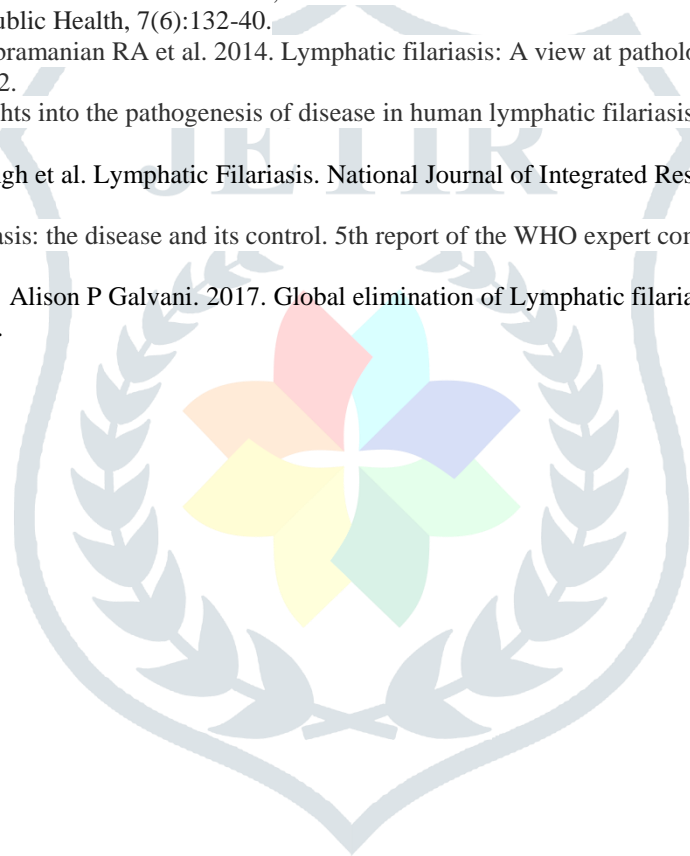 ublic Health, 7(6):132-40.
bramanian RA et al. 2014. Lymphatic filariasis: A view at patholo
2.
hts into the pathogenesis of disease in human lymphatic filariasis
JETIR
gh et al. Lymphatic Filariasis. National Journal of Integrated Res
asis: the disease and its control. 5th report of the WHO expert con
Alison P Galvani. 2017. Global elimination of Lymphatic filaria